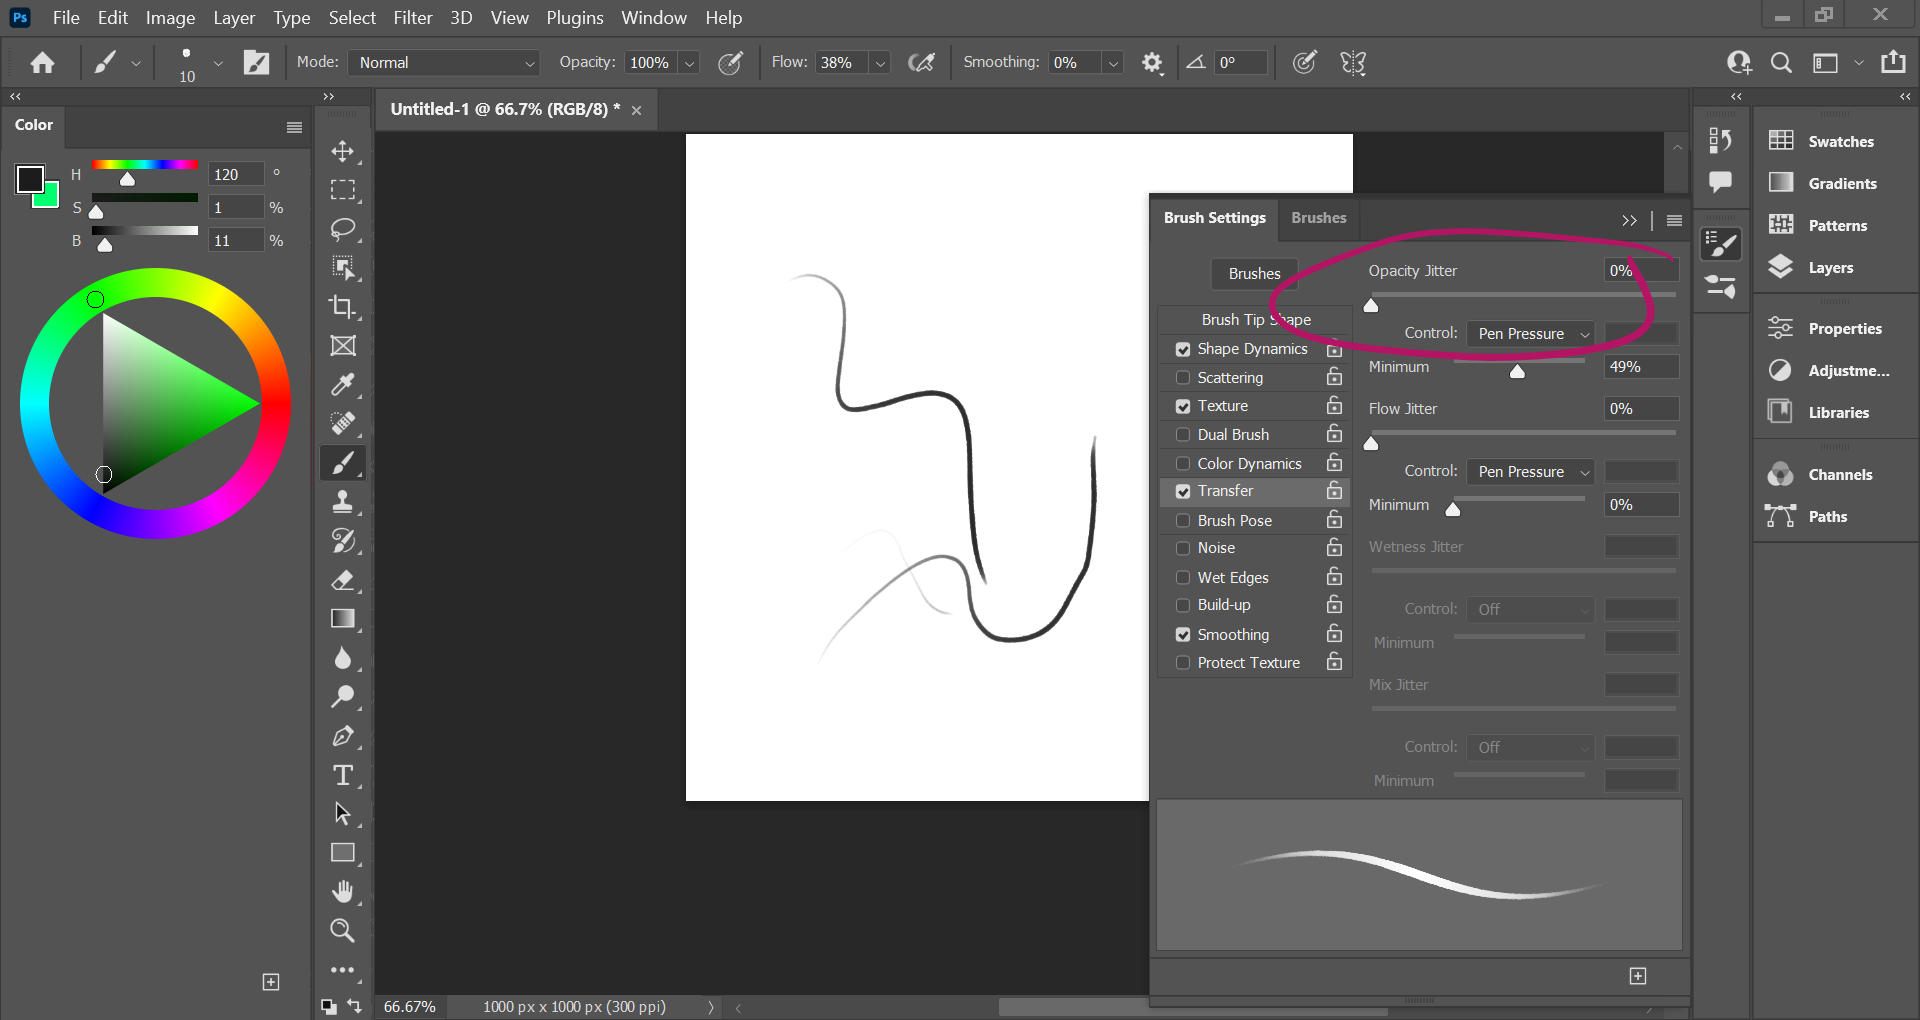 Ps File Edit Image Layer Type Select Filter 3D View Plugins Window Help
10 Mode: Normal Opacity: 100% Flow: 38% Smoothing: 0% 0°
Color
H 120 °
S 1 %
B 11 %
Untitled-1 @ 66.7% (RGB/8) *
Brush Settings Brushes
Brushes
Brush Tip Shape
Shape Dynamics
Scattering
Texture
Dual Brush
Color Dynamics
Transfer
Brush Pose
Noise
Wet Edges
Build-up
Smoothing
Protect Texture
Opacity Jitter 0%
Control: Pen Pressure
Minimum 49%
Flow Jitter 0%
Control: Pen Pressure
Minimum 0%
Wetness Jitter
Control: Off
Minimum
Mix Jitter
Control: Off
Minimum
Swatches
Gradients
Patterns
Layers
Properties
Adjustme...
Libraries
Channels
Paths
66.67% 1000 px x 1000 px (300 ppi)